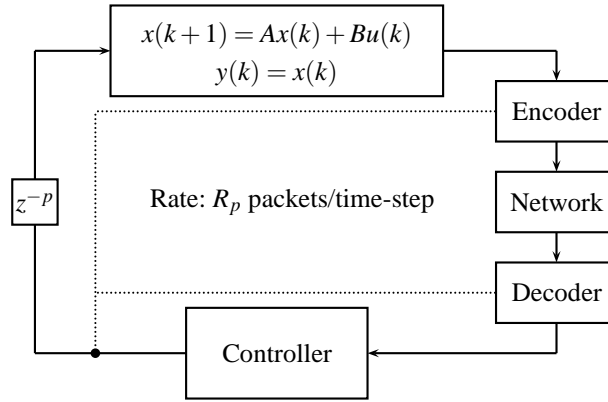 x(k+1) = Ax(k) + Bu(k)
y(k) = x(k)
Encoder
z^{-p}
Rate: R_p packets/time-step
Network
Decoder
Controller